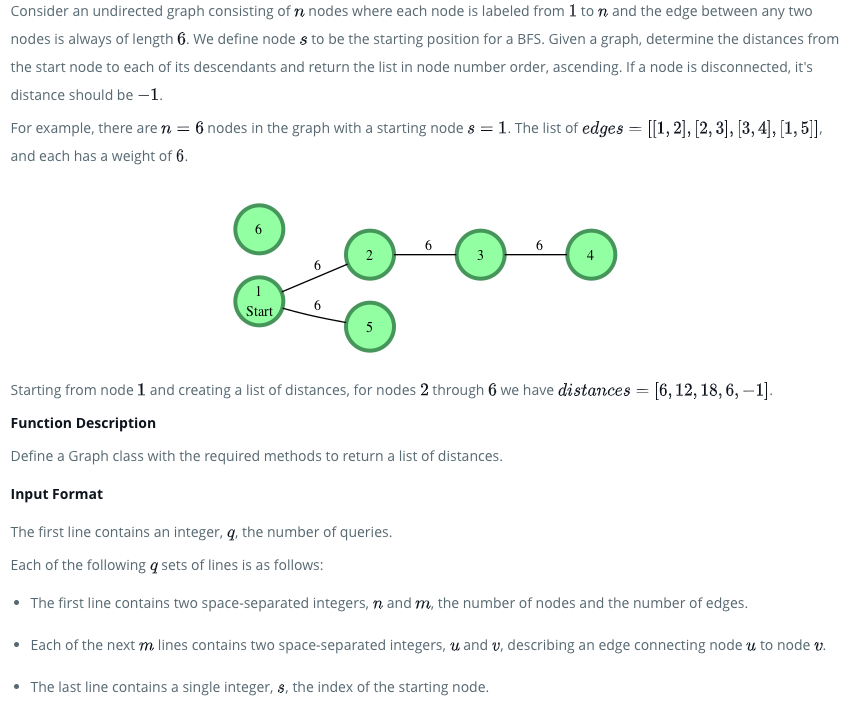 Consider an undirected graph consisting of n nodes where each node is labeled from 1 to n and the edge between any two
nodes is always of length 6. We define node s to be the starting position for a BFS. Given a graph, determine the distances from
the start node to each of its descendants and return the list in node number order, ascending. If a node is disconnected, it's
distance should be −1.
For example, there are n = 6 nodes in the graph with a starting node s = 1. The list of edges = [[1, 2], [2, 3], [3, 4], [1, 5]],
and each has a weight of 6.
6
2
6
3
6
4
6
1
Start
6
5
Starting from node 1 and creating a list of distances, for nodes 2 through 6 we have distances = [6, 12, 18, 6, −1].
Function Description
Define a Graph class with the required methods to return a list of distances.
Input Format
The first line contains an integer, q, the number of queries.
Each of the following q sets of lines is as follows:
• The first line contains two space-separated integers, n and m, the number of nodes and the number of edges.
• Each of the next m lines contains two space-separated integers, u and v, describing an edge connecting node u to node v.
• The last line contains a single integer, s, the index of the starting node.